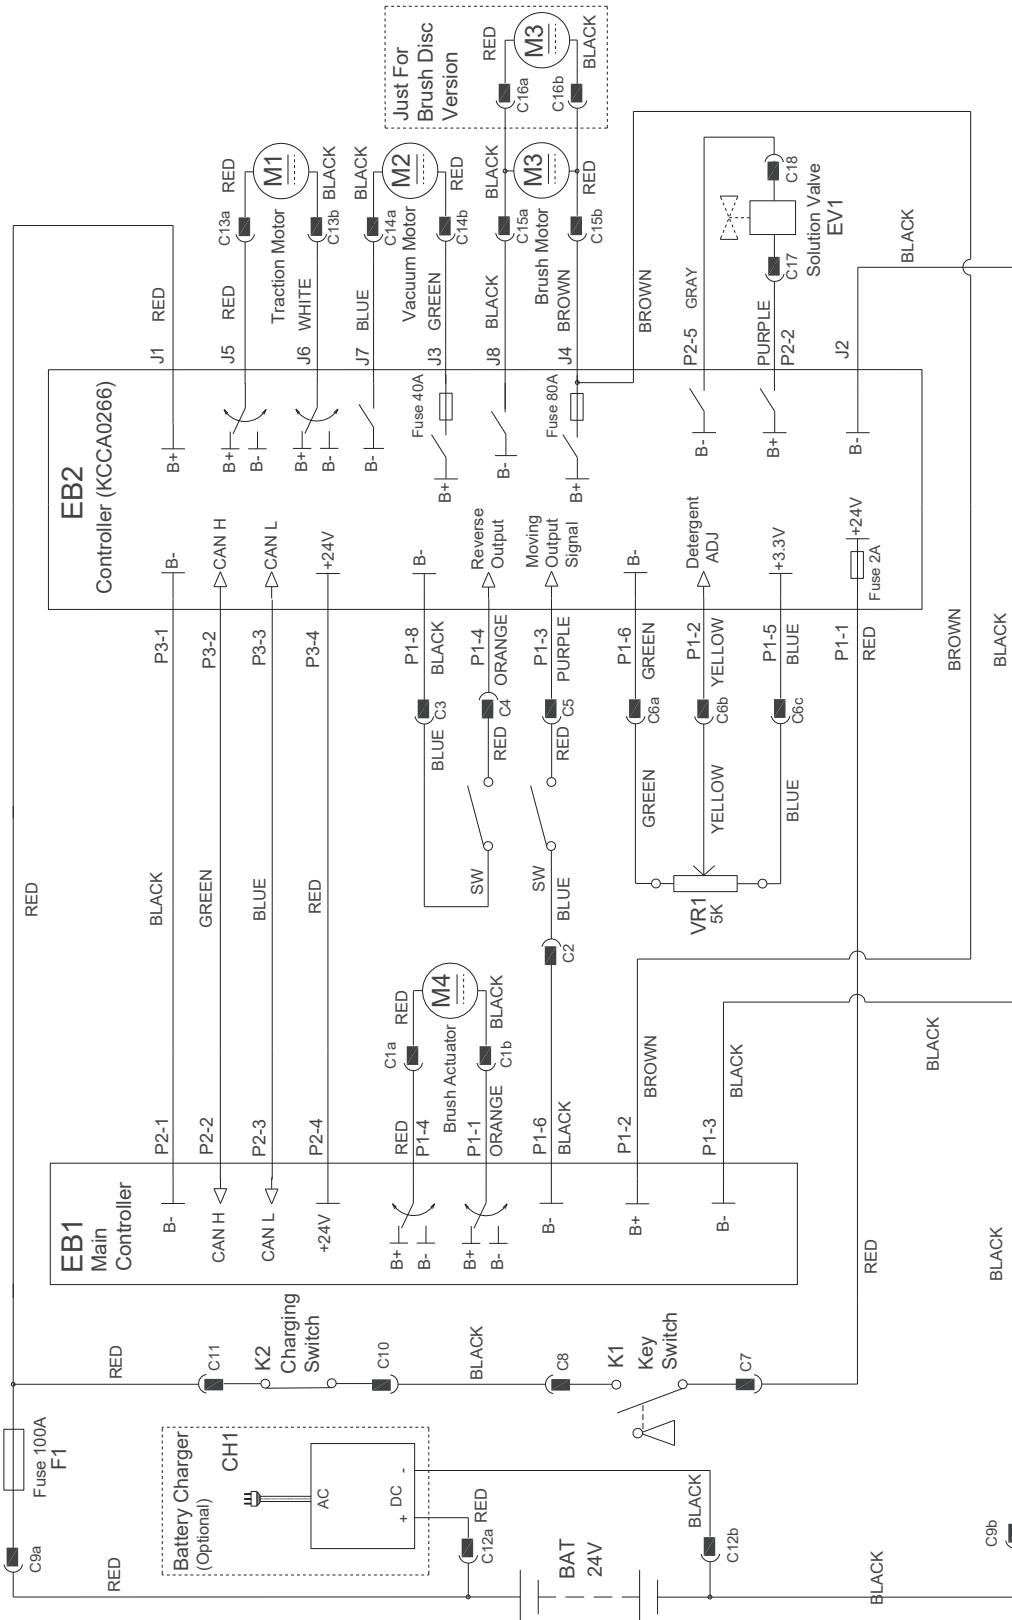 C9a
Fuse 100A
F1
RED
RED
RED
RED
Battery Charger
(Optional)
CH1
AC
+ DC -
C12a
RED
BAT
24V
BLACK
C12b
BLACK
C9b
RED
C11
K2
Charging
Switch
C10
BLACK
C8
K1
Key
Switch
C7
RED
EB1
Main
Controller
B-
P2-1
BLACK
P3-1
B-
CAN H
P2-2
GREEN
P3-2
CAN H
CAN L
P2-3
BLUE
P3-3
CAN L
+24V
P2-4
RED
P3-4
+24V
B+
B-
RED
P1-4
C1a
RED
Brush Actuator
M4
B+
B-
P1-1
ORANGE
C1b
BLACK
B-
P1-6
BLACK
C2
BLUE
SW
RED
C5
P1-3
PURPLE
Moving
Output
Signal
B+
P1-2
BROWN
B-
P1-3
BLACK
BLUE
C3
P1-8
BLACK
B-
SW
RED
C4
P1-4
ORANGE
Reverse
Output
VR1
5K
GREEN
C6a
P1-6
GREEN
B-
YELLOW
C6b
P1-2
YELLOW
Detergent
ADJ
BLUE
C6c
P1-5
BLUE
+3.3V
P1-1
RED
Fuse 2A
+24V
BROWN
BLACK
BLACK
BLACK
EB2
Controller (KCCA0266)
B+
J1
RED
B+
B-
J5
RED
C13a
RED
Traction Motor
M1
B+
B-
J6
WHITE
C13b
BLACK
B-
J7
BLUE
C14a
BLACK
Vacuum Motor
M2
B+
Fuse 40A
J3
GREEN
C14b
RED
B-
J8
BLACK
C15a
BLACK
Brush Motor
M3
B+
Fuse 80A
J4
BROWN
C15b
RED
Just For
Brush Disc
Version
C16a
RED
M3
C16b
BLACK
BROWN
B-
P2-5
GRAY
C18
B+
PURPLE
P2-2
C17
Solution Valve
EV1
B-
J2
BLACK